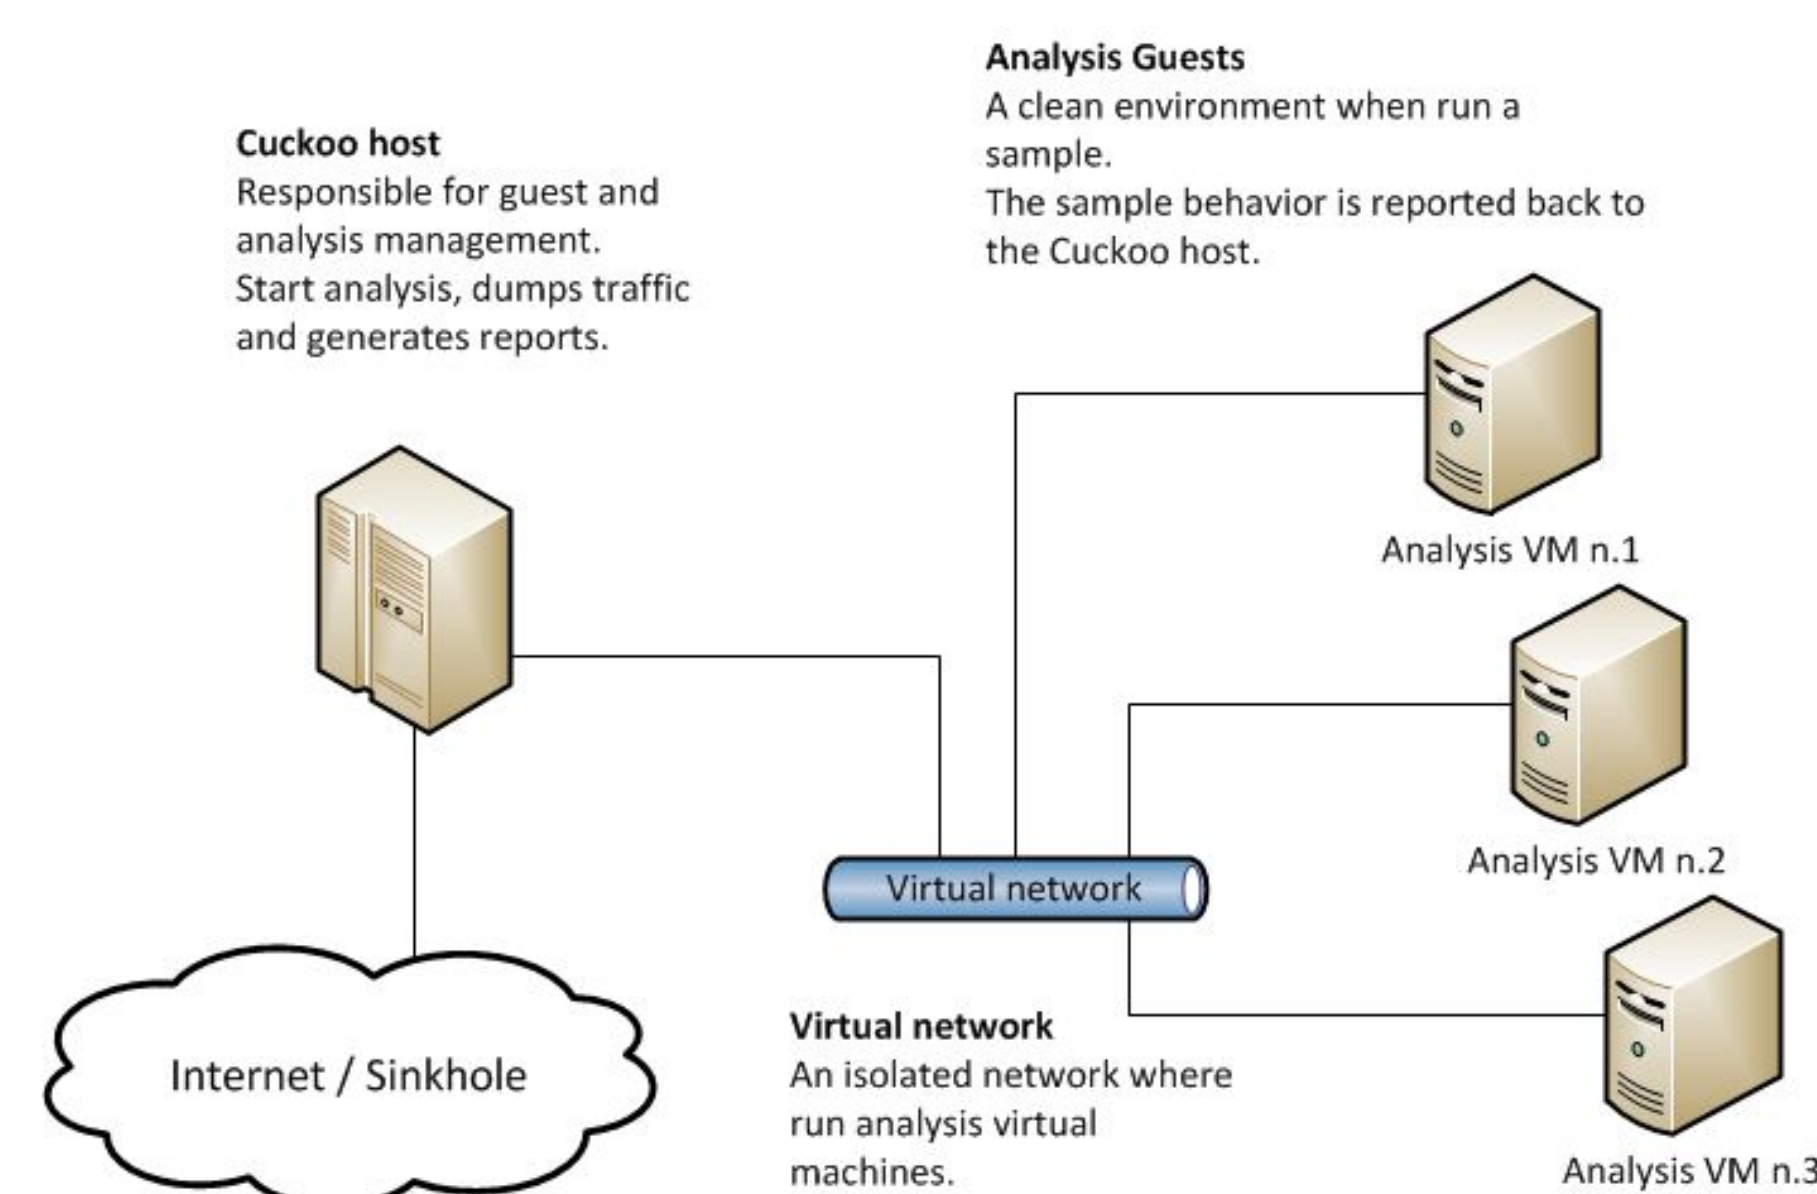 Cuckoo host
Responsible for guest and
analysis management.
Start analysis, dumps traffic
and generates reports.
Analysis Guests
A clean environment when run a
sample.
The sample behavior is reported back to
the Cuckoo host.
Analysis VM n.1
Analysis VM n.2
Virtual network
Internet / Sinkhole
Virtual network
An isolated network where
run analysis virtual
machines.
Analysis VM n.3